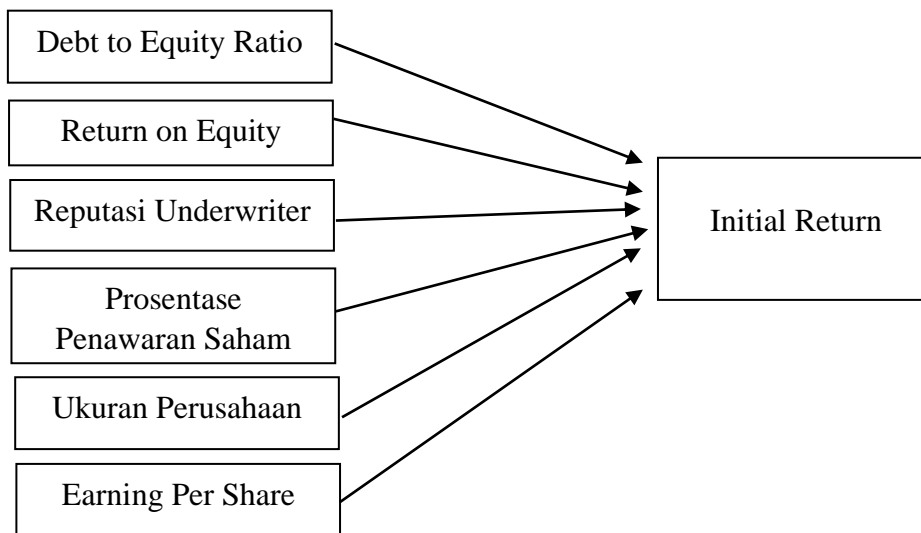 Debt to Equity Ratio
Return on Equity
Reputasi Underwriter
Prosentase
Penawaran Saham
Ukuran Perusahaan
Earning Per Share
Initial Return